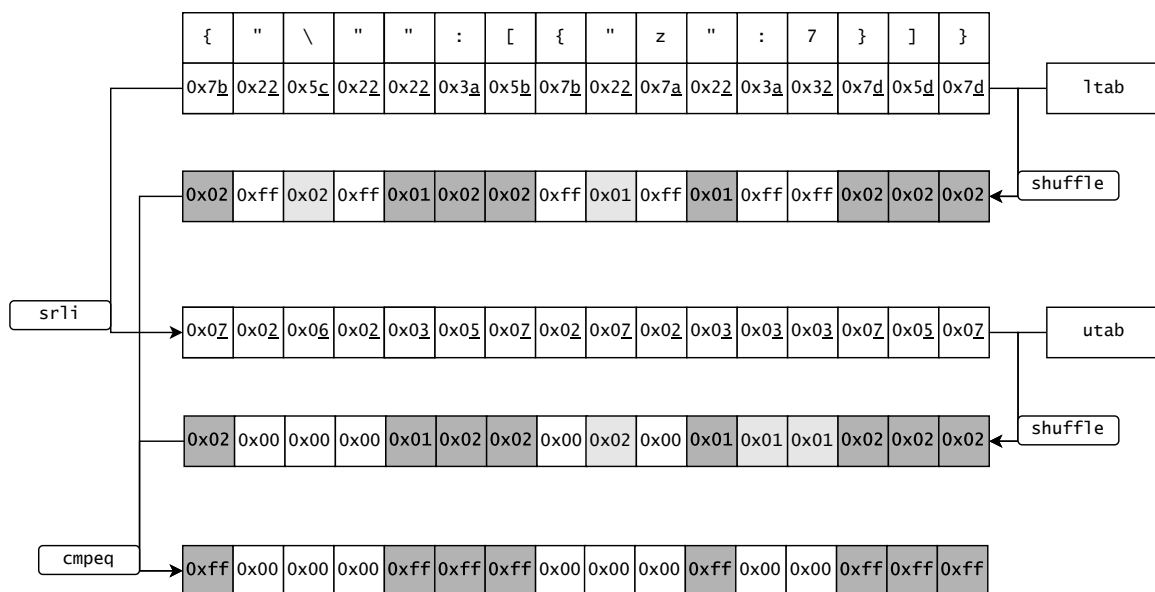 { " \ " " : [ { " z " : 7 } ] }
0x7b 0x22 0x5c 0x22 0x22 0x3a 0x5b 0x7b 0x22 0x7a 0x22 0x3a 0x32 0x7d 0x5d 0x7d ltab
shuffle
0x02 0xff 0x02 0xff 0x01 0x02 0x02 0xff 0x01 0xff 0x01 0xff 0xff 0x02 0x02 0x02
srli
0x07 0x02 0x06 0x02 0x03 0x05 0x07 0x02 0x07 0x02 0x03 0x03 0x03 0x07 0x05 0x07 utab
shuffle
0x02 0x00 0x00 0x00 0x01 0x02 0x02 0x00 0x02 0x00 0x01 0x01 0x01 0x02 0x02 0x02
cmpeq
0xff 0x00 0x00 0x00 0xff 0xff 0xff 0x00 0x00 0x00 0xff 0x00 0x00 0xff 0xff 0xff